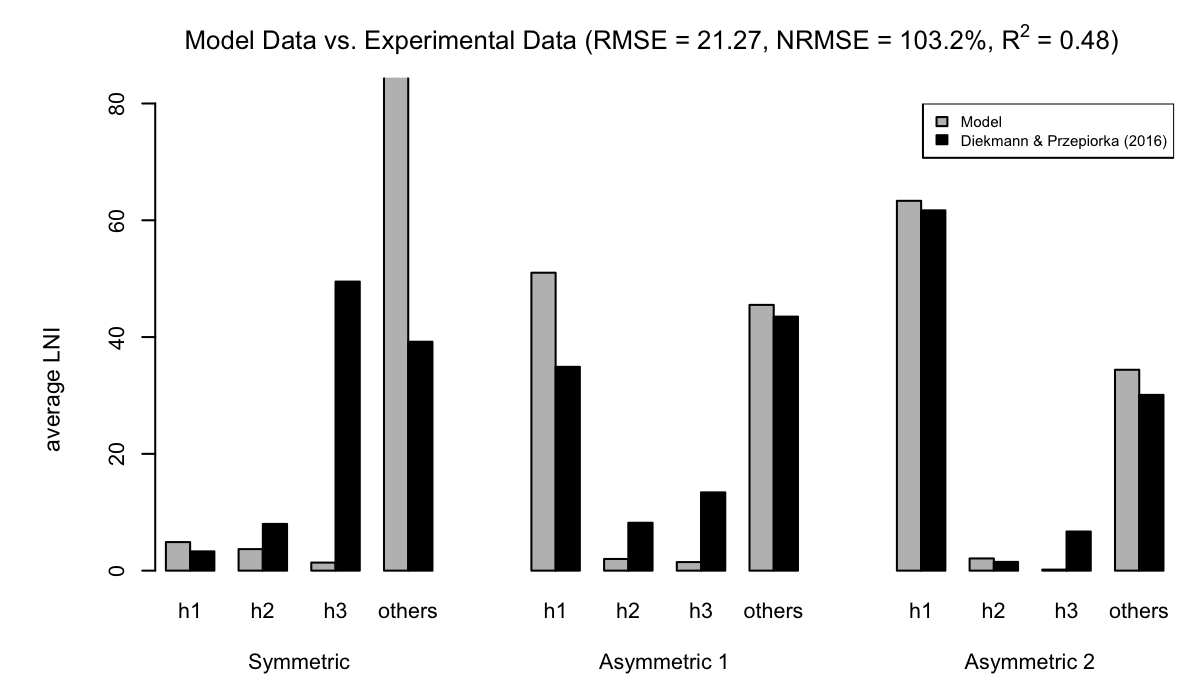 Model Data vs. Experimental Data (RMSE = 21.27, NRMSE = 103.2%, R² = 0.48)
Model
Diekmann & Przepiorka (2016)
average LNI
80
60
40
20
0
h1 h2 h3 others h1 h2 h3 others h1 h2 h3 others
Symmetric Asymmetric 1 Asymmetric 2